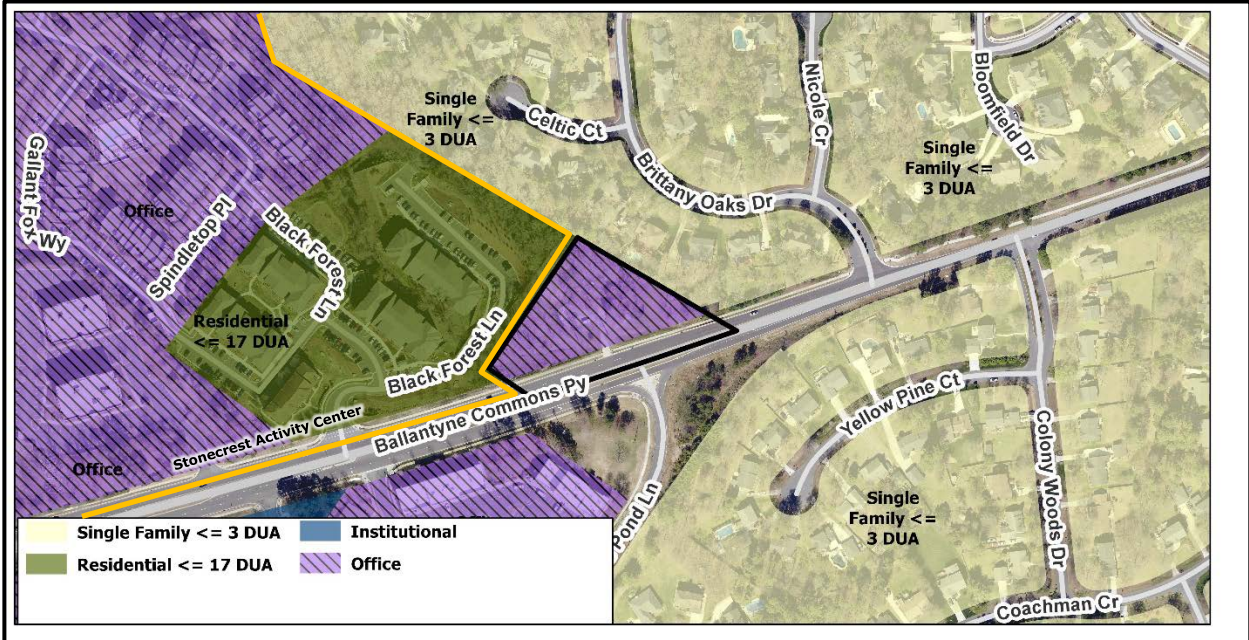 Single
Family <=
3 DUA
Celtic Ct
Nicole Cr
Bloomfield Dr
Single
Family <=
3 DUA
Brittany Oaks Dr
Gallant Fox Wy
Office
Spindletop Pl
Black Forest Ln
Residential
<= 17 DUA
Black Forest Ln
Ballantyne Commons Py
Stonecrest Activity Center
Office
Yellow Pine Ct
Colony Woods Dr
Single
Family <=
3 DUA
Pond Ln
Coachman Cr
Single Family <= 3 DUA
Institutional
Residential <= 17 DUA
Office